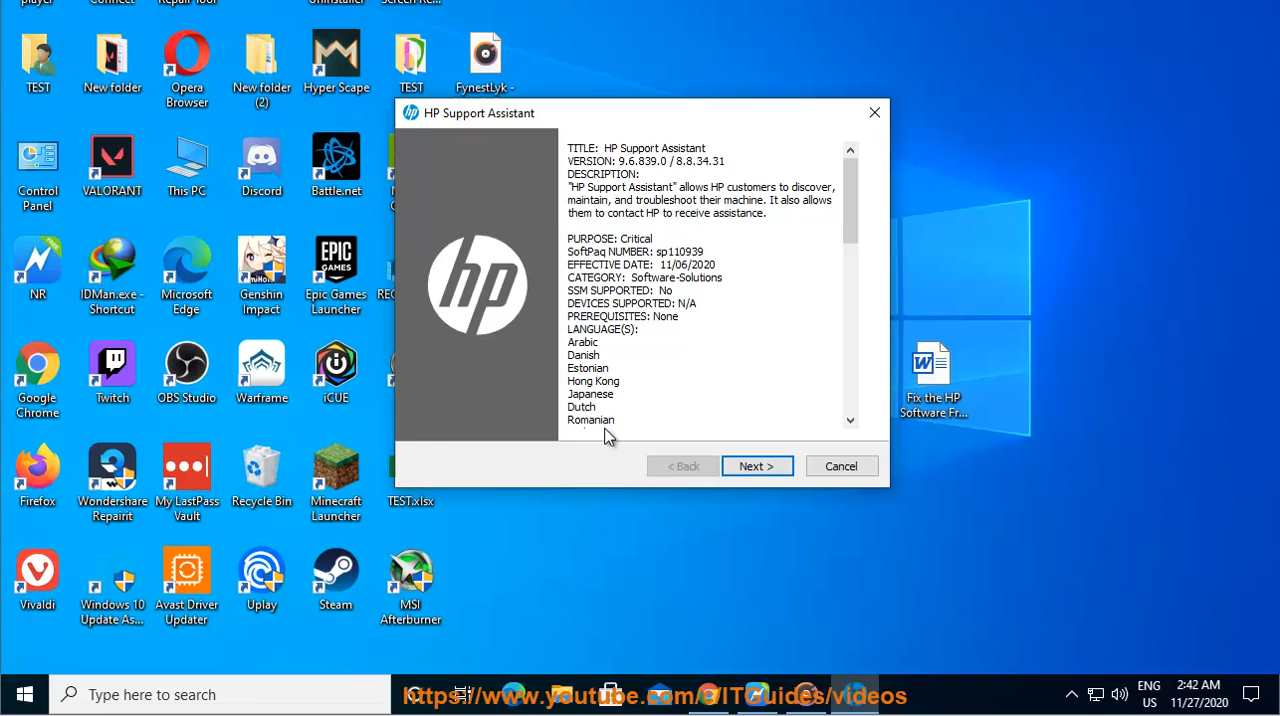 player
Connect
Repair Tool
Uninstaller
Screen Re...
TEST
New folder
Opera
Browser
New folder
(2)
Hyper Scape
TEST
FynestLyk -
Control
Panel
VALORANT
This PC
Discord
Battle.net
NR
IDMan.exe -
Shortcut
Microsoft
Edge
Genshin
Impact
EPIC
GAMES
Epic Games
Launcher
REC
Google
Chrome
Twitch
OBS Studio
Warframe
iCUE
Firefox
Wondershare
Repairit
My LastPass
Vault
Recycle Bin
Minecraft
Launcher
TEST.xlsx
Vivaldi
Windows 10
Update As...
Avast Driver
Updater
Uplay
Steam
MSI
Afterburner
Fix the HP
Software Fr...
HP Support Assistant
hp
TITLE: HP Support Assistant
VERSION: 9.6.839.0 / 8.8.34.31
DESCRIPTION:
"HP Support Assistant" allows HP customers to discover,
maintain, and troubleshoot their machine. It also allows
them to contact HP to receive assistance.
PURPOSE: Critical
SoftPaq NUMBER: sp110939
EFFECTIVE DATE: 11/06/2020
CATEGORY: Software-Solutions
SSM SUPPORTED: No
DEVICES SUPPORTED: N/A
PREREQUISITES: None
LANGUAGE(S):
Arabic
Danish
Estonian
Hong Kong
Japanese
Dutch
Romanian
< Back
Next >
Cancel
Type here to search
Https://www.youtube.com/c/ITGuides/videos
ENG
US
2:42 AM
11/27/2020